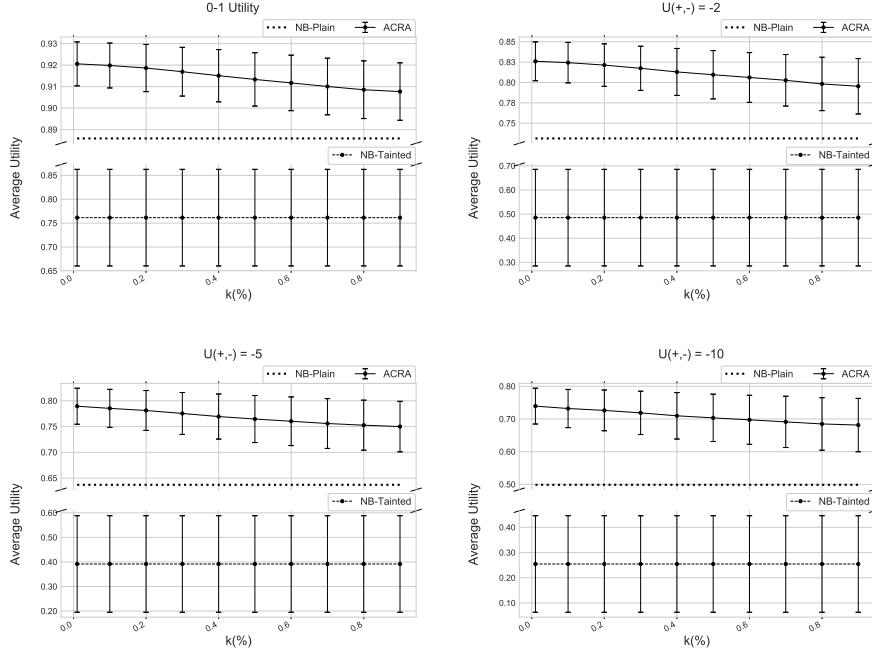 0-1 Utility
NB-Plain ACRA
0.93
0.92
0.91
0.90
0.89
NB-Tainted
0.85
0.80
0.75
0.70
0.65
0.0 0.2 0.4 0.6 0.8
k(%)
Average Utility
U(+,-) = -2
NB-Plain ACRA
0.85
0.83
0.80
0.78
0.75
NB-Tainted
0.70
0.60
0.50
0.40
0.30
0.0 0.2 0.4 0.6 0.8
k(%)
Average Utility
U(+,-) = -5
NB-Plain ACRA
0.80
0.75
0.70
0.65
NB-Tainted
0.60
0.50
0.40
0.30
0.20
0.0 0.2 0.4 0.6 0.8
k(%)
Average Utility
U(+,-) = -10
NB-Plain ACRA
0.80
0.70
0.60
0.50
NB-Tainted
0.40
0.30
0.20
0.10
0.0 0.2 0.4 0.6 0.8
k(%)
Average Utility